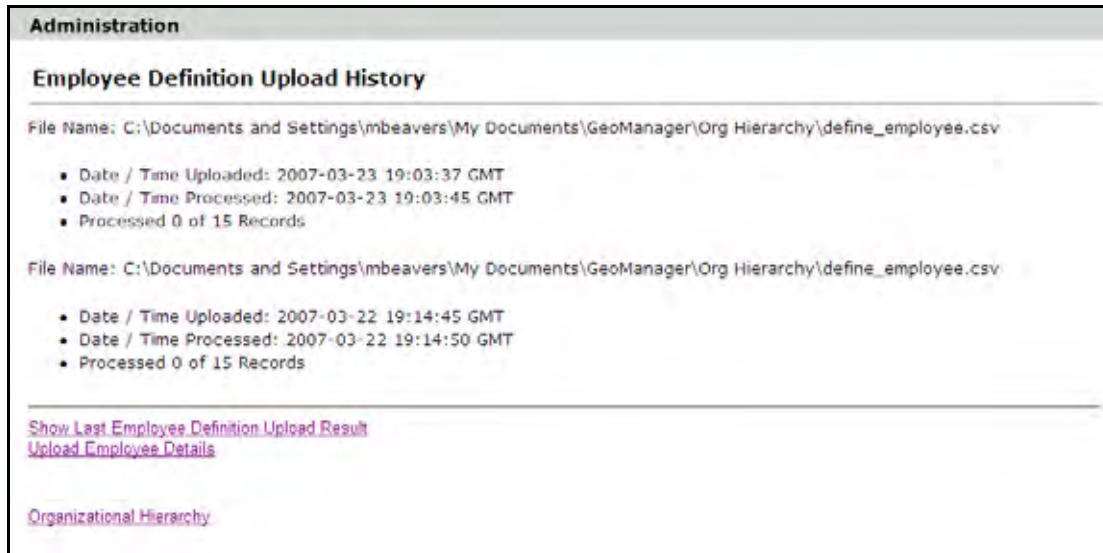 Administration
Employee Definition Upload History
File Name: C:\Documents and Settings\mbeavers\My Documents\GeoManager\Org Hierarchy\define_employee.csv
• Date / Time Uploaded: 2007-03-23 19:03:37 GMT
• Date / Time Processed: 2007-03-23 19:03:45 GMT
• Processed 0 of 15 Records
File Name: C:\Documents and Settings\mbeavers\My Documents\GeoManager\Org Hierarchy\define_employee.csv
• Date / Time Uploaded: 2007-03-22 19:14:45 GMT
• Date / Time Processed: 2007-03-22 19:14:50 GMT
• Processed 0 of 15 Records
Show Last Employee Definition Upload Result
Upload Employee Details
Organizational Hierarchy